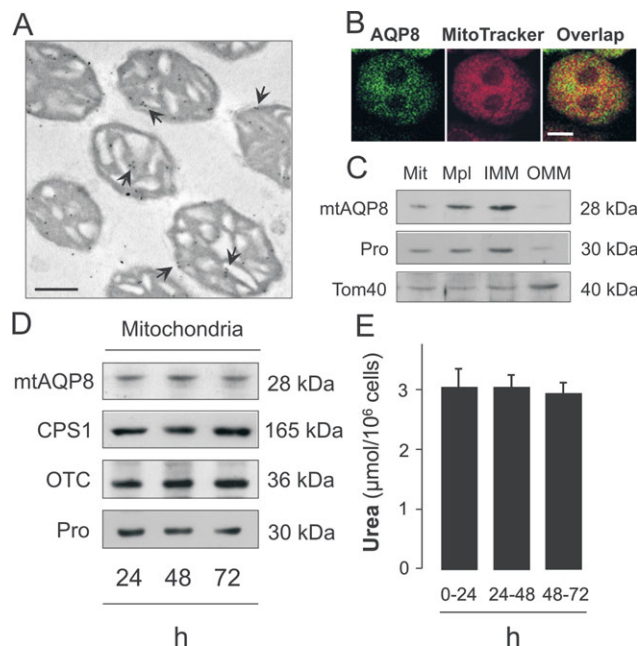 A
B
AQP8 MitoTracker Overlap
C
Mit Mpl IMM OMM
mtAQP8 28 kDa
Pro 30 kDa
Tom40 40 kDa
D
Mitochondria
mtAQP8 28 kDa
CPS1 165 kDa
OTC 36 kDa
Pro 30 kDa
24 48 72
h
E
Urea (µmol/10⁶ cells)
3
2
1
0
0-24 24-48 48-72
h